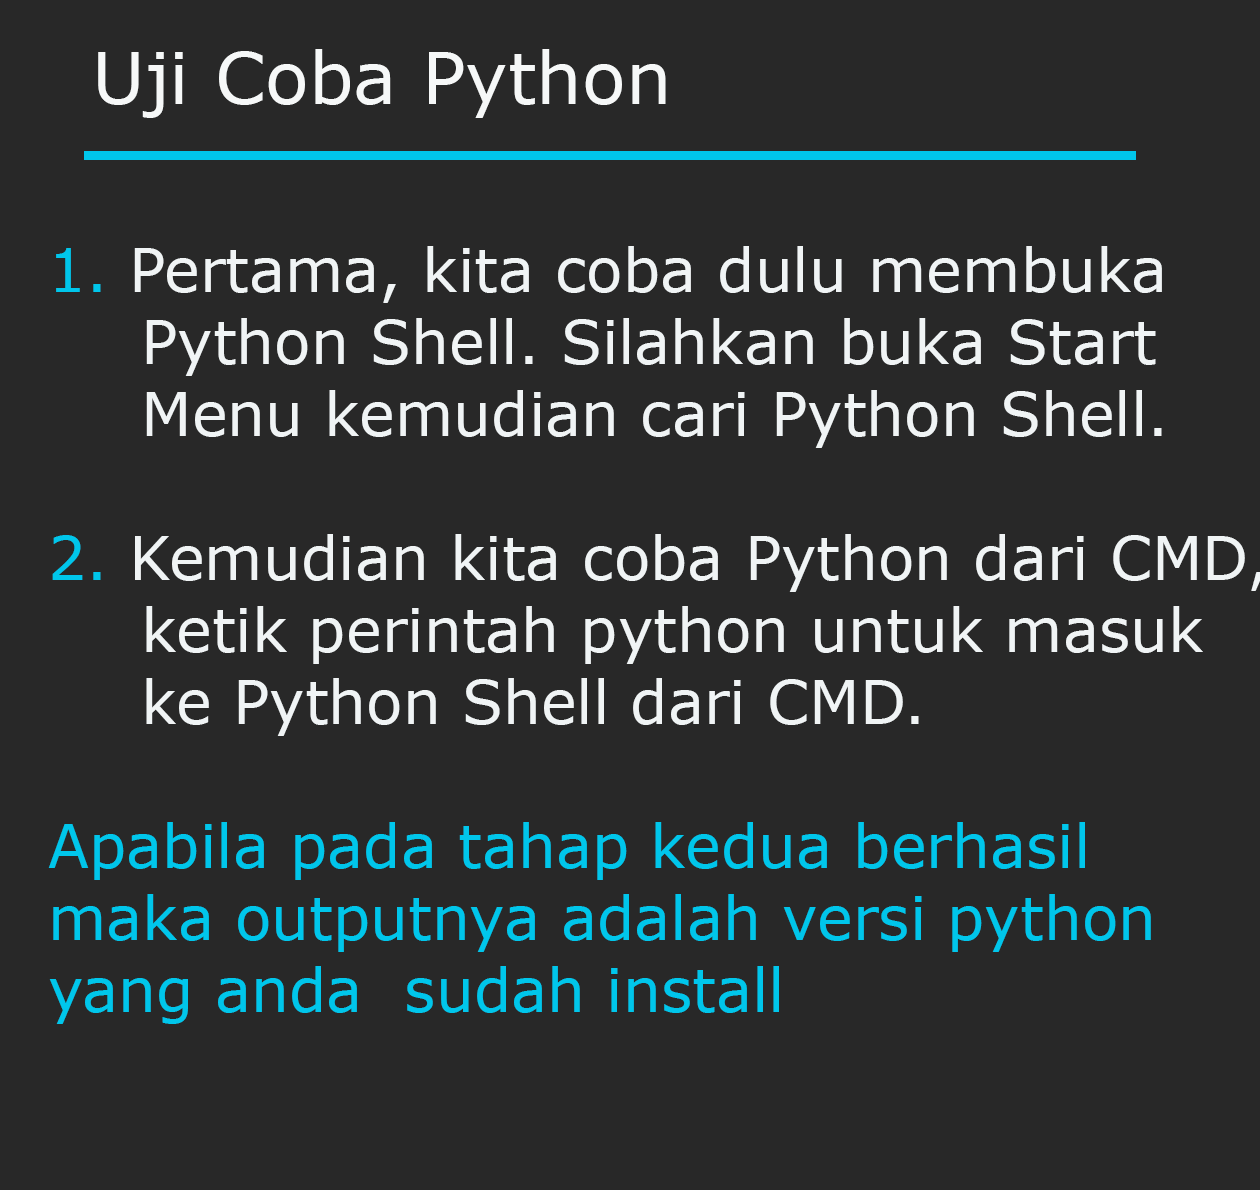 Uji Coba Python
1. Pertama, kita coba dulu membuka
Python Shell. Silahkan buka Start
Menu kemudian cari Python Shell.
2. Kemudian kita coba Python dari CMD,
ketik perintah python untuk masuk
ke Python Shell dari CMD.
Apabila pada tahap kedua berhasil
maka outputnya adalah versi python
yang anda  sudah install